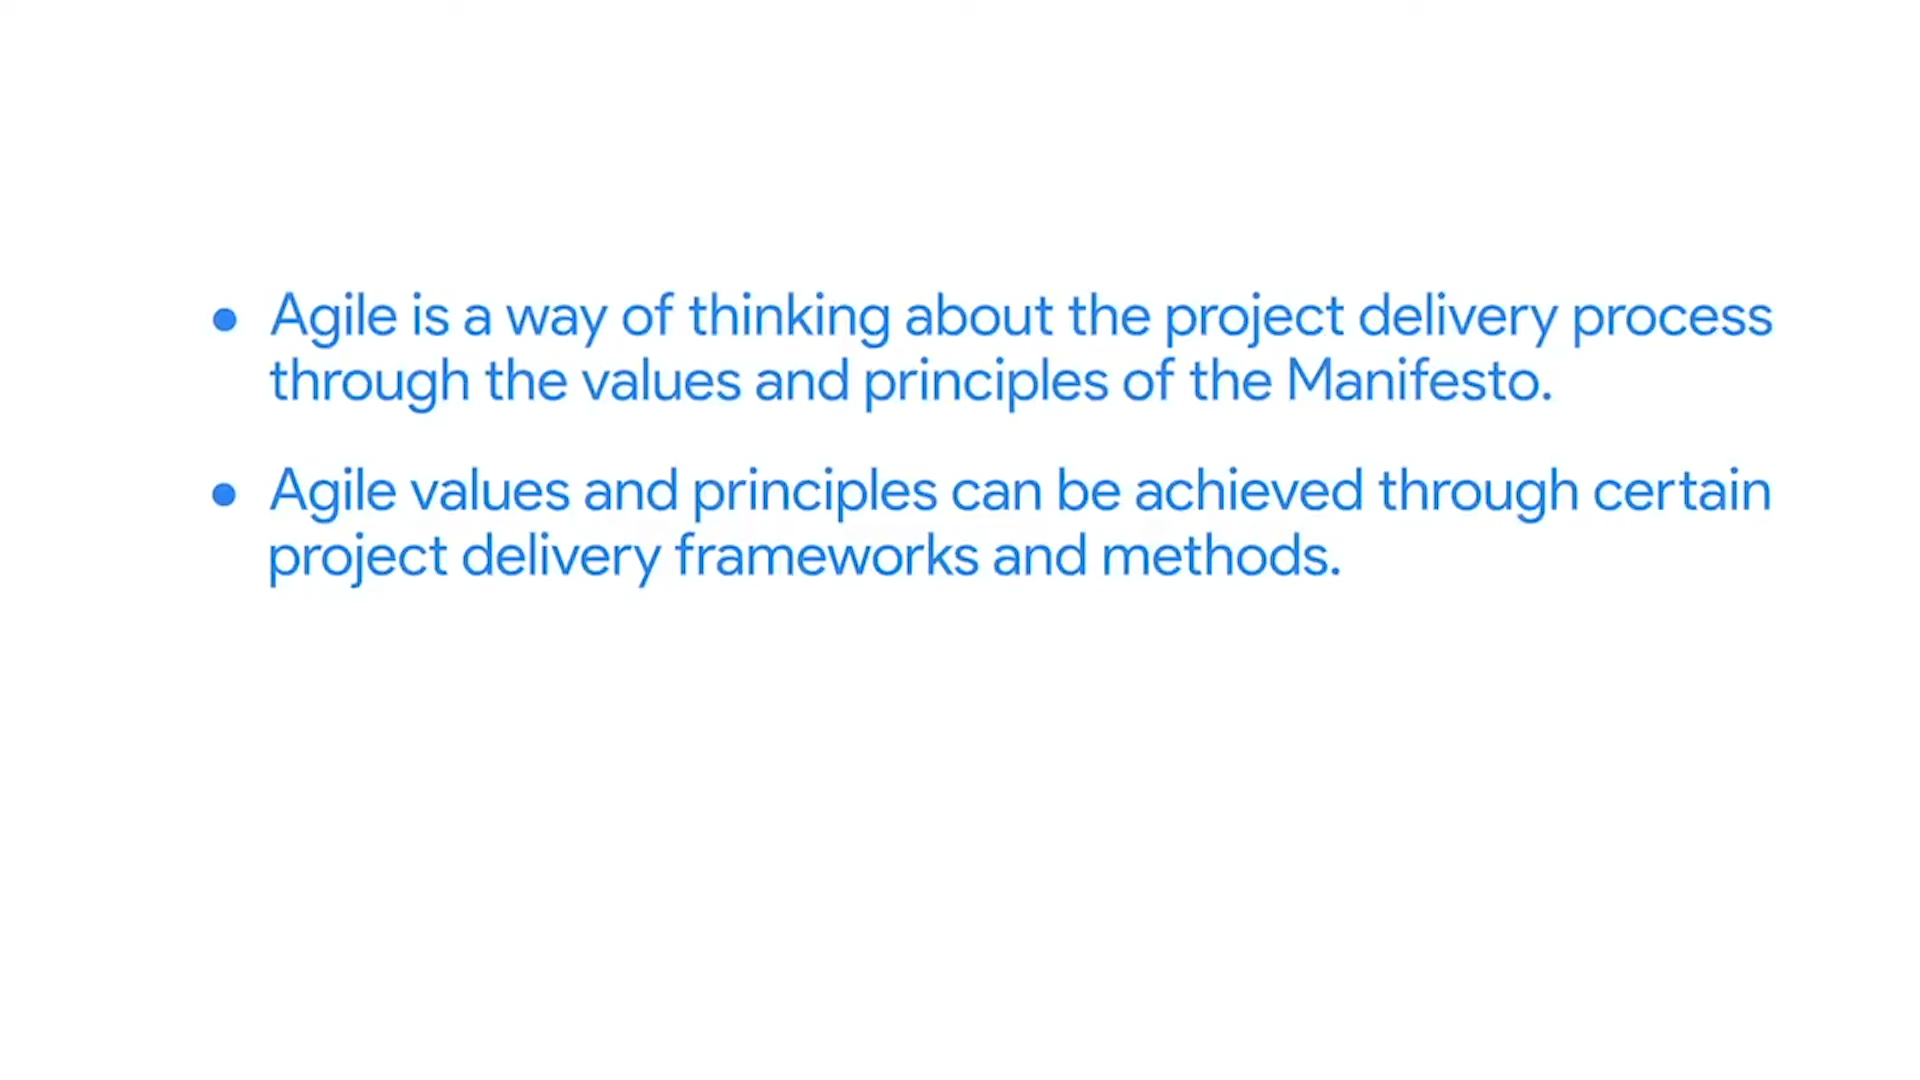 • Agile is a way of thinking about the project delivery process
through the values and principles of the Manifesto.
• Agile values and principles can be achieved through certain
project delivery frameworks and methods.